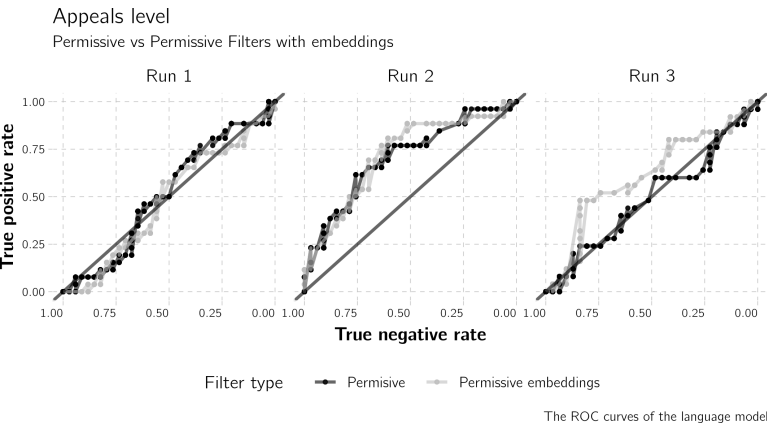 Appeals level
Permissive vs Permissive Filters with embeddings
Run 1 Run 2 Run 3
1.00
0.75
0.50
0.25
0.00
True positive rate
1.00 0.75 0.50 0.25 0.00 1.00 0.75 0.50 0.25 0.00 1.00 0.75 0.50 0.25 0.00
True negative rate
Filter type Permisive Permissive embeddings
The ROC curves of the language model